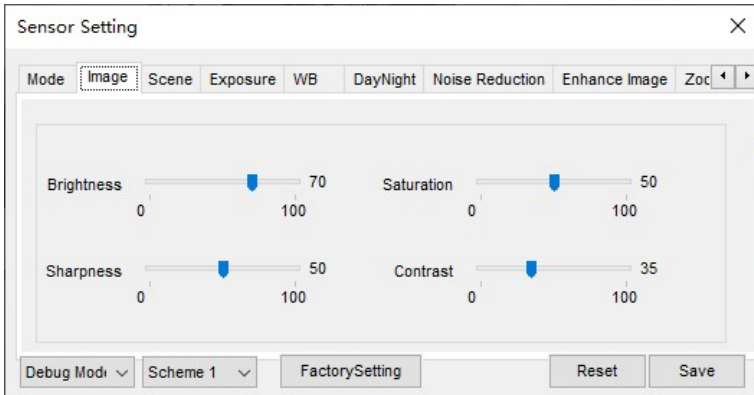 Sensor Setting
Mode Image Scene Exposure WB DayNight Noise Reduction Enhance Image
Brightness 70 Saturation 50
0 100 0 100
Sharpness 50 Contrast 35
0 100 0 100
Debug Scheme 1 FactorySetting Reset Save